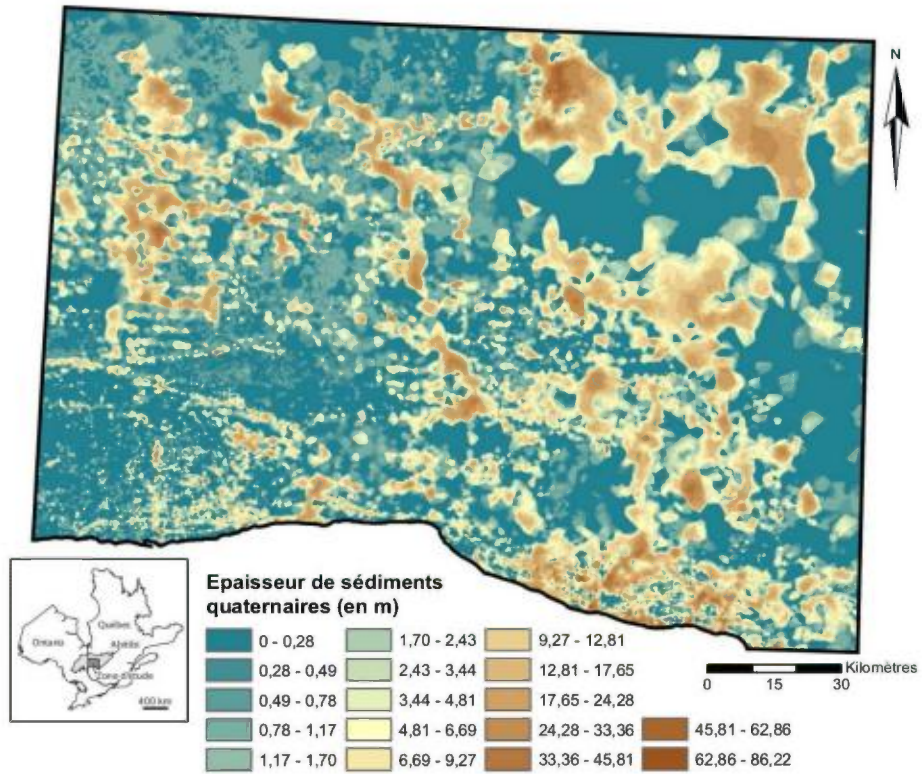 N
Epaisseur de sédiments
quaternaires (en m)
0 - 0,28
0,28 - 0,49
0,49 - 0,78
0,78 - 1,17
1,17 - 1,70
1,70 - 2,43
2,43 - 3,44
3,44 - 4,81
4,81 - 6,69
6,69 - 9,27
9,27 - 12,81
12,81 - 17,65
17,65 - 24,28
24,28 - 33,36
33,36 - 45,81
45,81 - 62,86
62,86 - 86,22
Kilomètres
0 15 30
Québec
Ontario
Abitibi
Zone d'étude
400 km